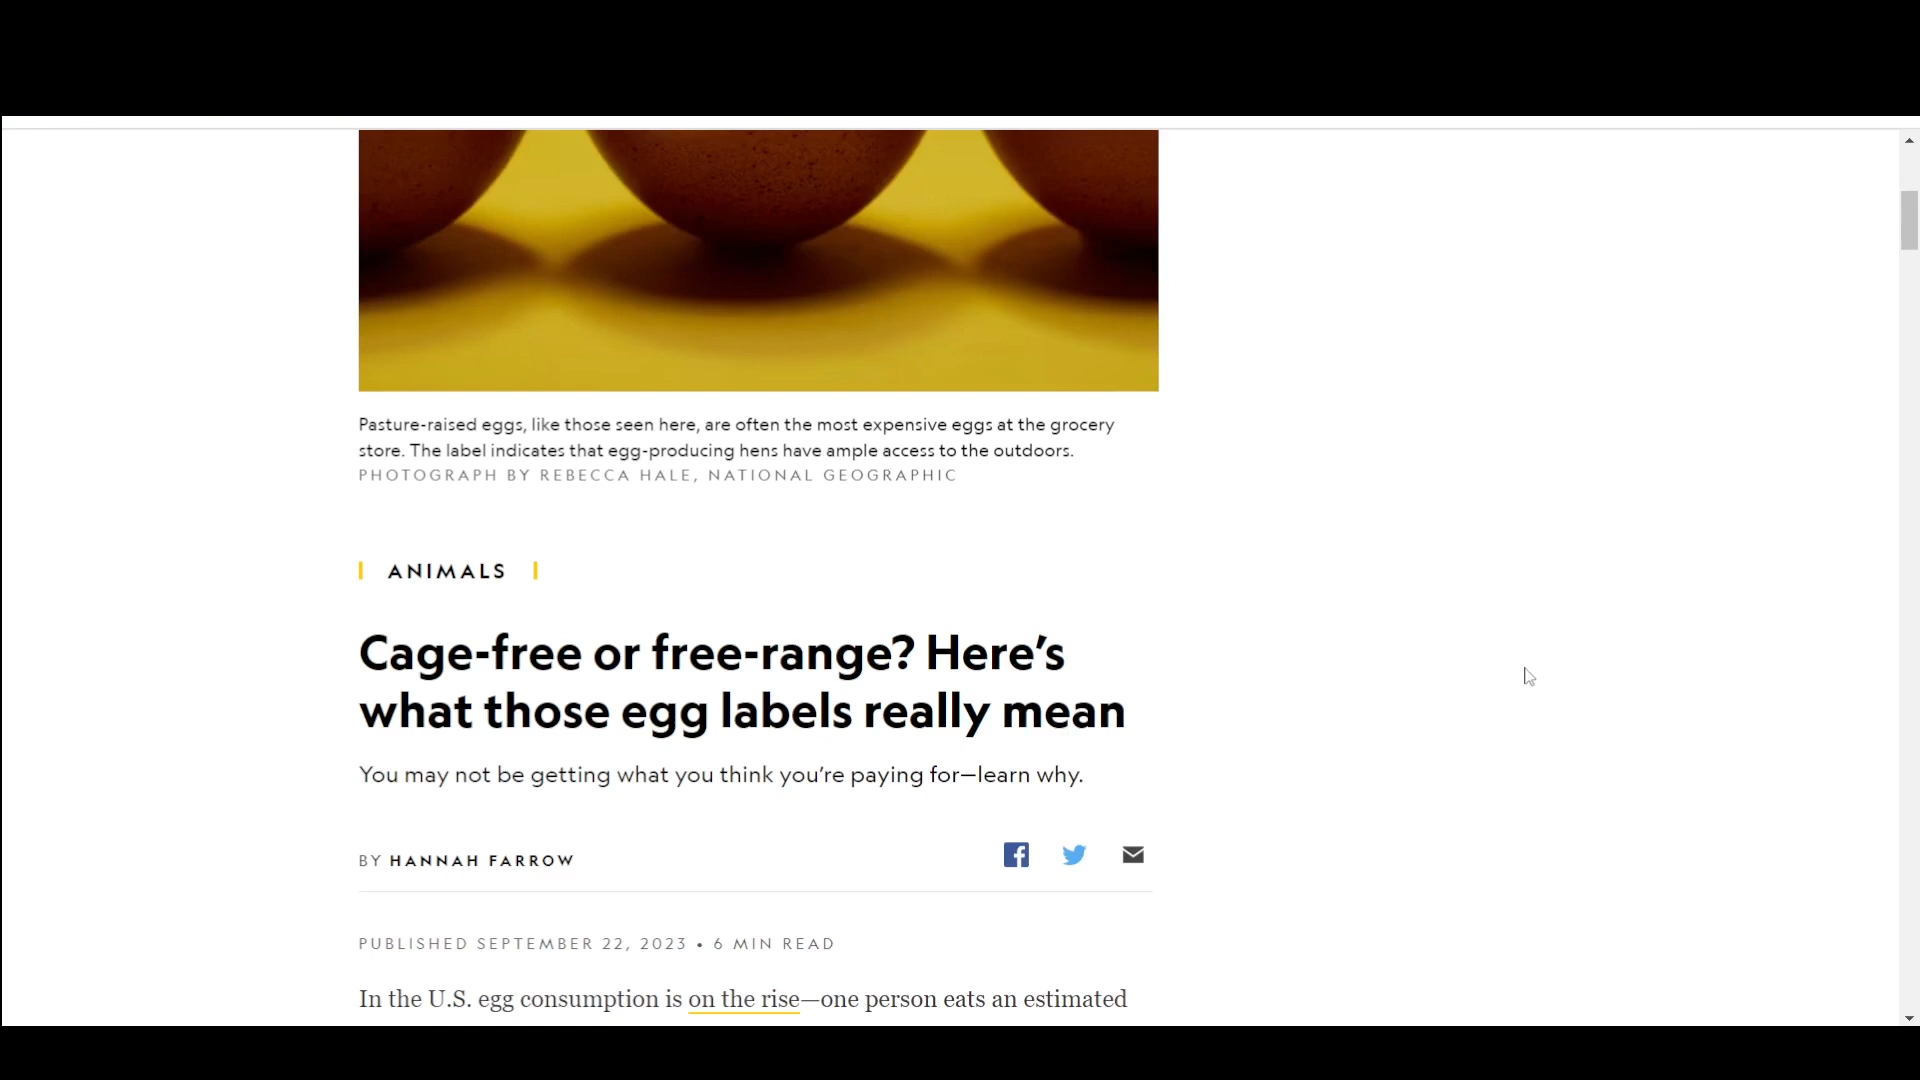 Pasture-raised eggs, like those seen here, are often the most expensive eggs at the grocery
store. The label indicates that egg-producing hens have ample access to the outdoors.
PHOTOGRAPH BY REBECCA HALE, NATIONAL GEOGRAPHIC
ANIMALS
Cage-free or free-range? Here’s
what those egg labels really mean
You may not be getting what you think you’re paying for—learn why.
BY HANNAH FARROW
PUBLISHED SEPTEMBER 22, 2023 • 6 MIN READ
In the U.S. egg consumption is on the rise—one person eats an estimated